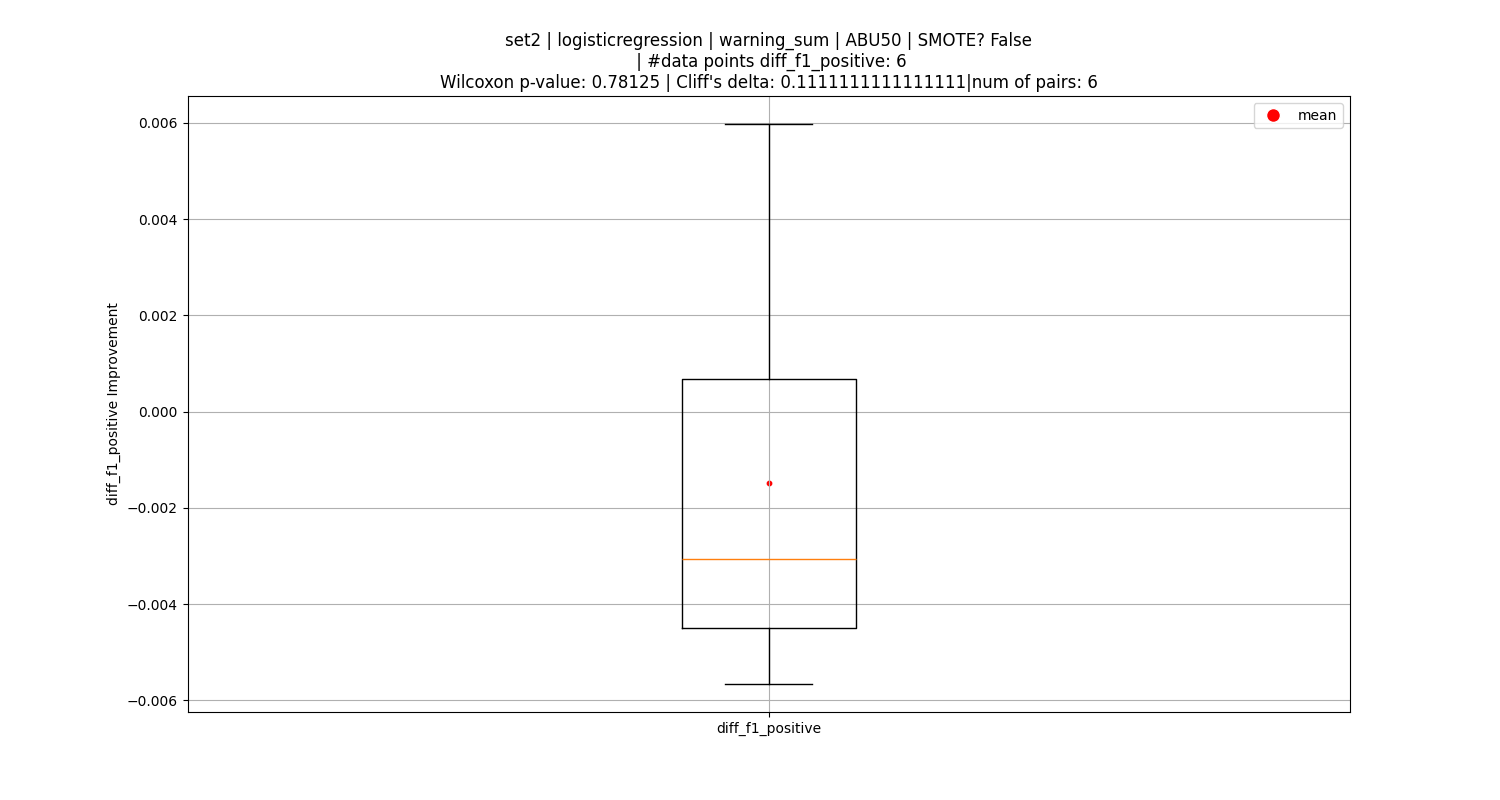 set2 | logisticregression | warning_sum | ABU50 | SMOTE? False
| #data points diff_f1_positive: 6
Wilcoxon p-value: 0.78125 | Cliff's delta: 0.1111111111111111|num of pairs: 6
mean
0.006
0.004
0.002
0.000
−0.002
−0.004
−0.006
diff_f1_positive Improvement
diff_f1_positive